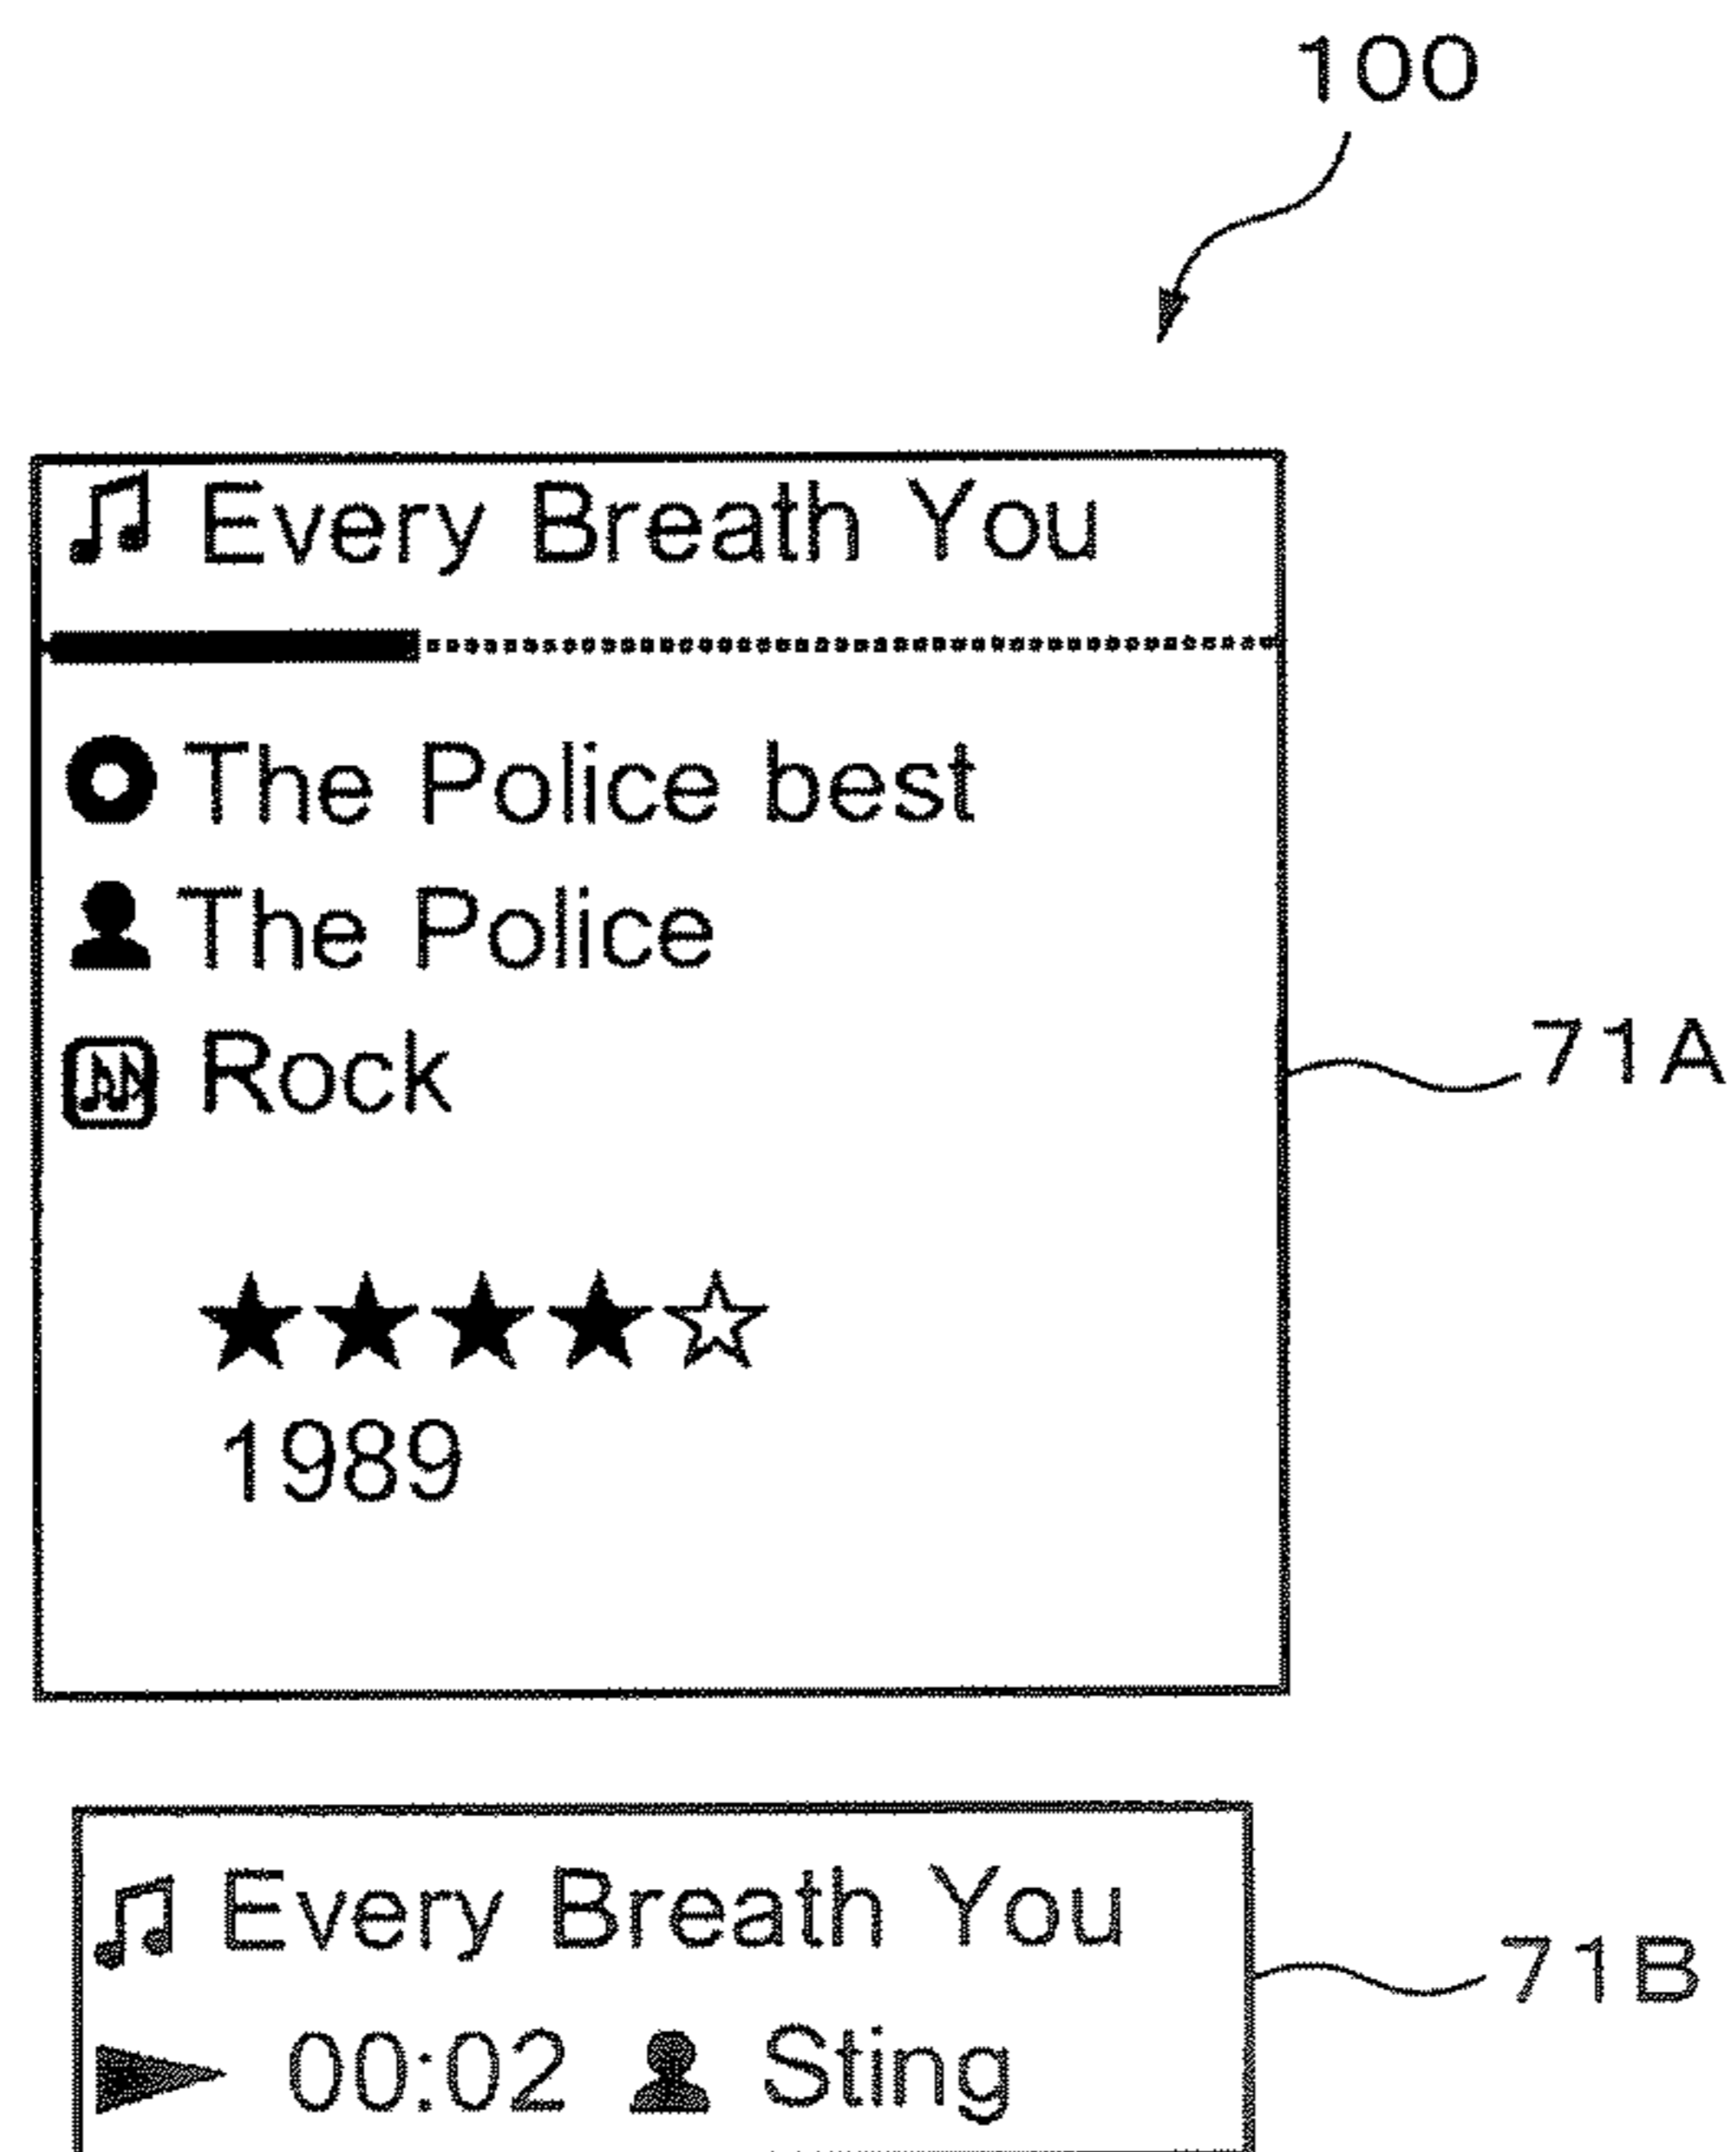 100
Every Breath You
The Police best
The Police
Rock
71A
★★★★☆
1989
Every Breath You
71B
00:02 Sting